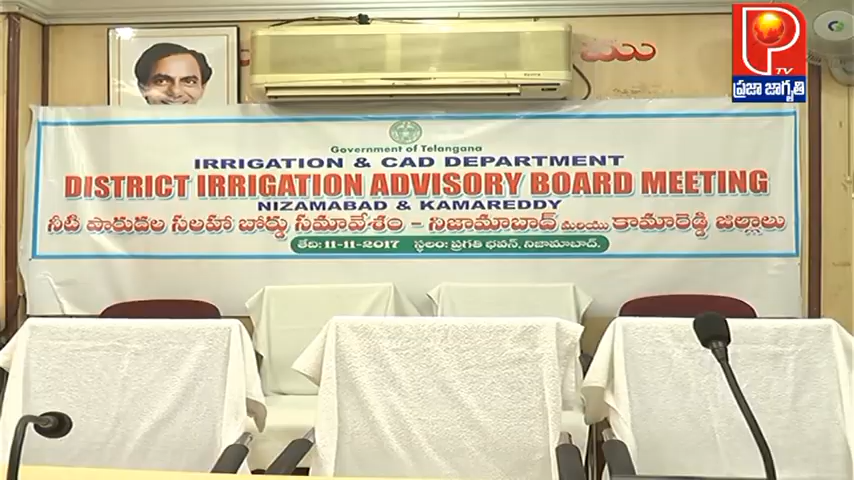 P
TV
ప్రజా జాగృతి
Government of Telangana
IRRIGATION & CAD DEPARTMENT
DISTRICT IRRIGATION ADVISORY BOARD MEETING
NIZAMABAD & KAMAREDDY
నీటి పారుదల సలహా బోర్డు సమావేశం - నిజామాబాద్ మరియు కామారెడ్డి జిల్లాలు
తేది: 11-11-2017 స్థలం: ప్రగతి భవన్, నిజామాబాద్.